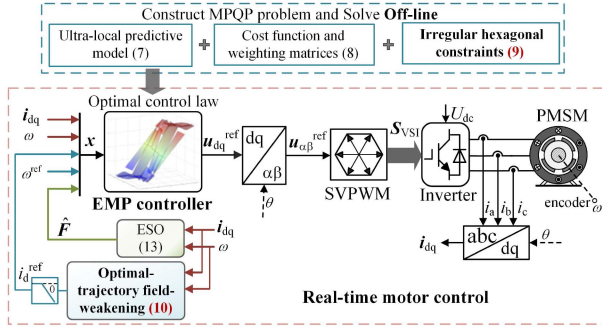 Construct MPQP problem and Solve Off-line
Ultra-local predictive
model (7)
+
Cost function and
weighting matrices (8)
+
Irregular hexagonal
constraints (9)
Optimal control law
i_dq
ω
ω^ref
x
EMP controller
u_dq^ref
dq
αβ
θ
u_αβ^ref
SVPWM
S_VSI
U_dc
Inverter
PMSM
encoder
ω
i_a
i_b
i_c
i_dq
abc
dq
θ
F̂
ESO
(13)
i_dq
ω
i_d^ref
0
Optimal-
trajectory field-
weakening (10)
Real-time motor control